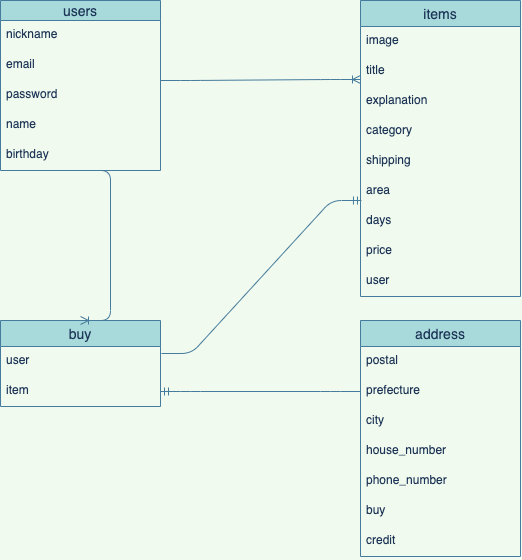 users
nickname
email
password
name
birthday
items
image
title
explanation
category
shipping
area
days
price
user
buy
user
item
address
postal
prefecture
city
house_number
phone_number
buy
credit